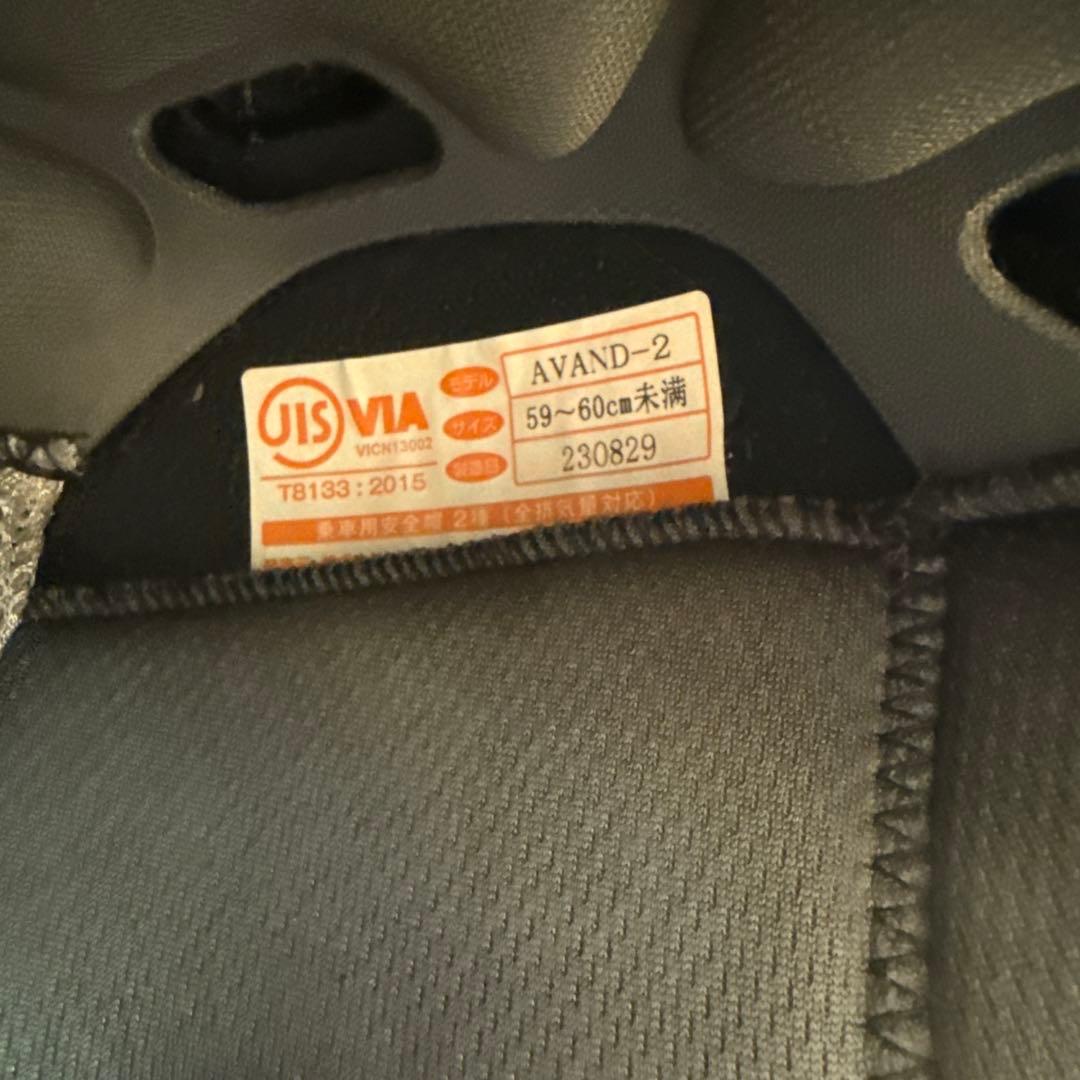 JIS VIA
VICN13002
T8133:2015
モデル AVAND-2
サイズ 59～60cm未満
製造日 230829
乗車用安全帽 2種 (全排気量対応)